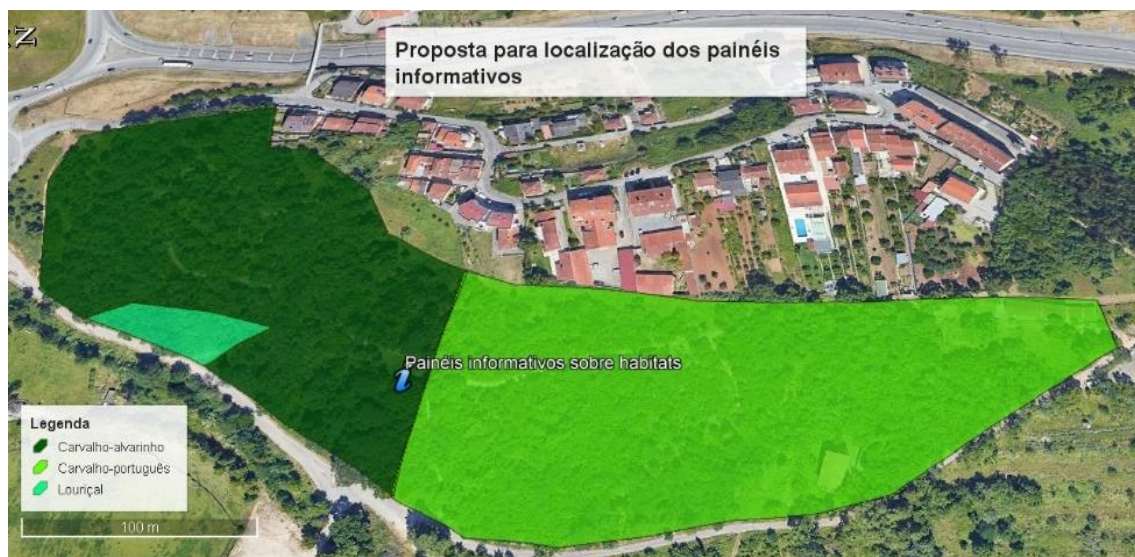 Proposta para localização dos painéis
informativos
Painéis informativos sobre habitats
Legenda
Carvalho-alvarinho
Carvalho-português
Louriçal
100 m